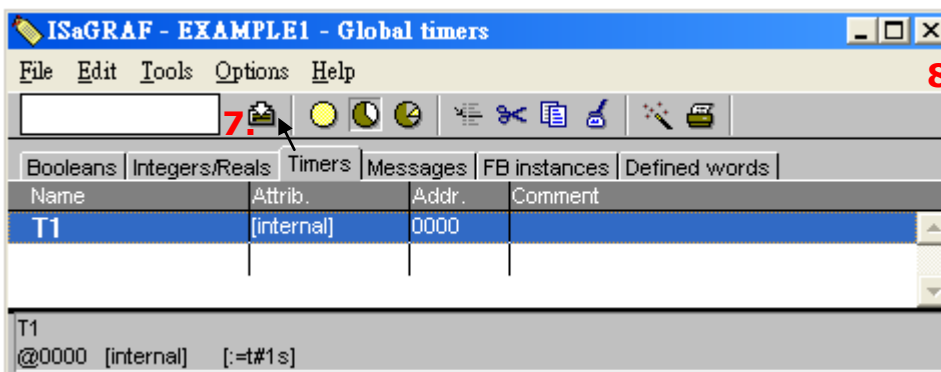 ISaGRAF - EXAMPLE1 - Global timers
File Edit Tools Options Help
8
7.
Booleans Integers/Reals Timers Messages FB instances Defined words
Name Attrib. Addr. Comment
T1 [internal] 0000
T1
@0000 [internal] [:=t#1s]